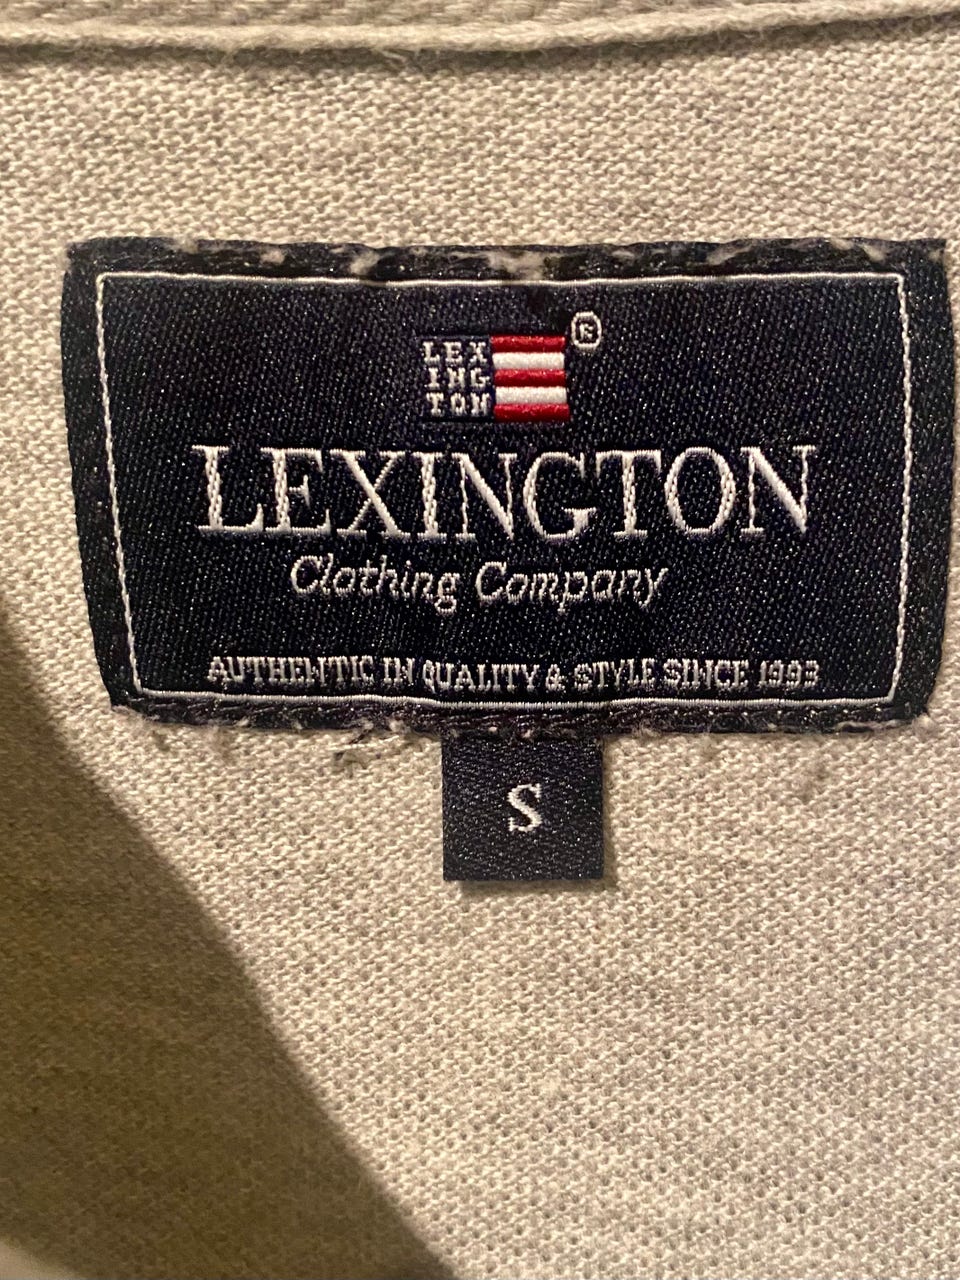 LEX
ING
TON
®
LEXINGTON
Clothing Company
AUTHENTIC IN QUALITY & STYLE SINCE 1993
S